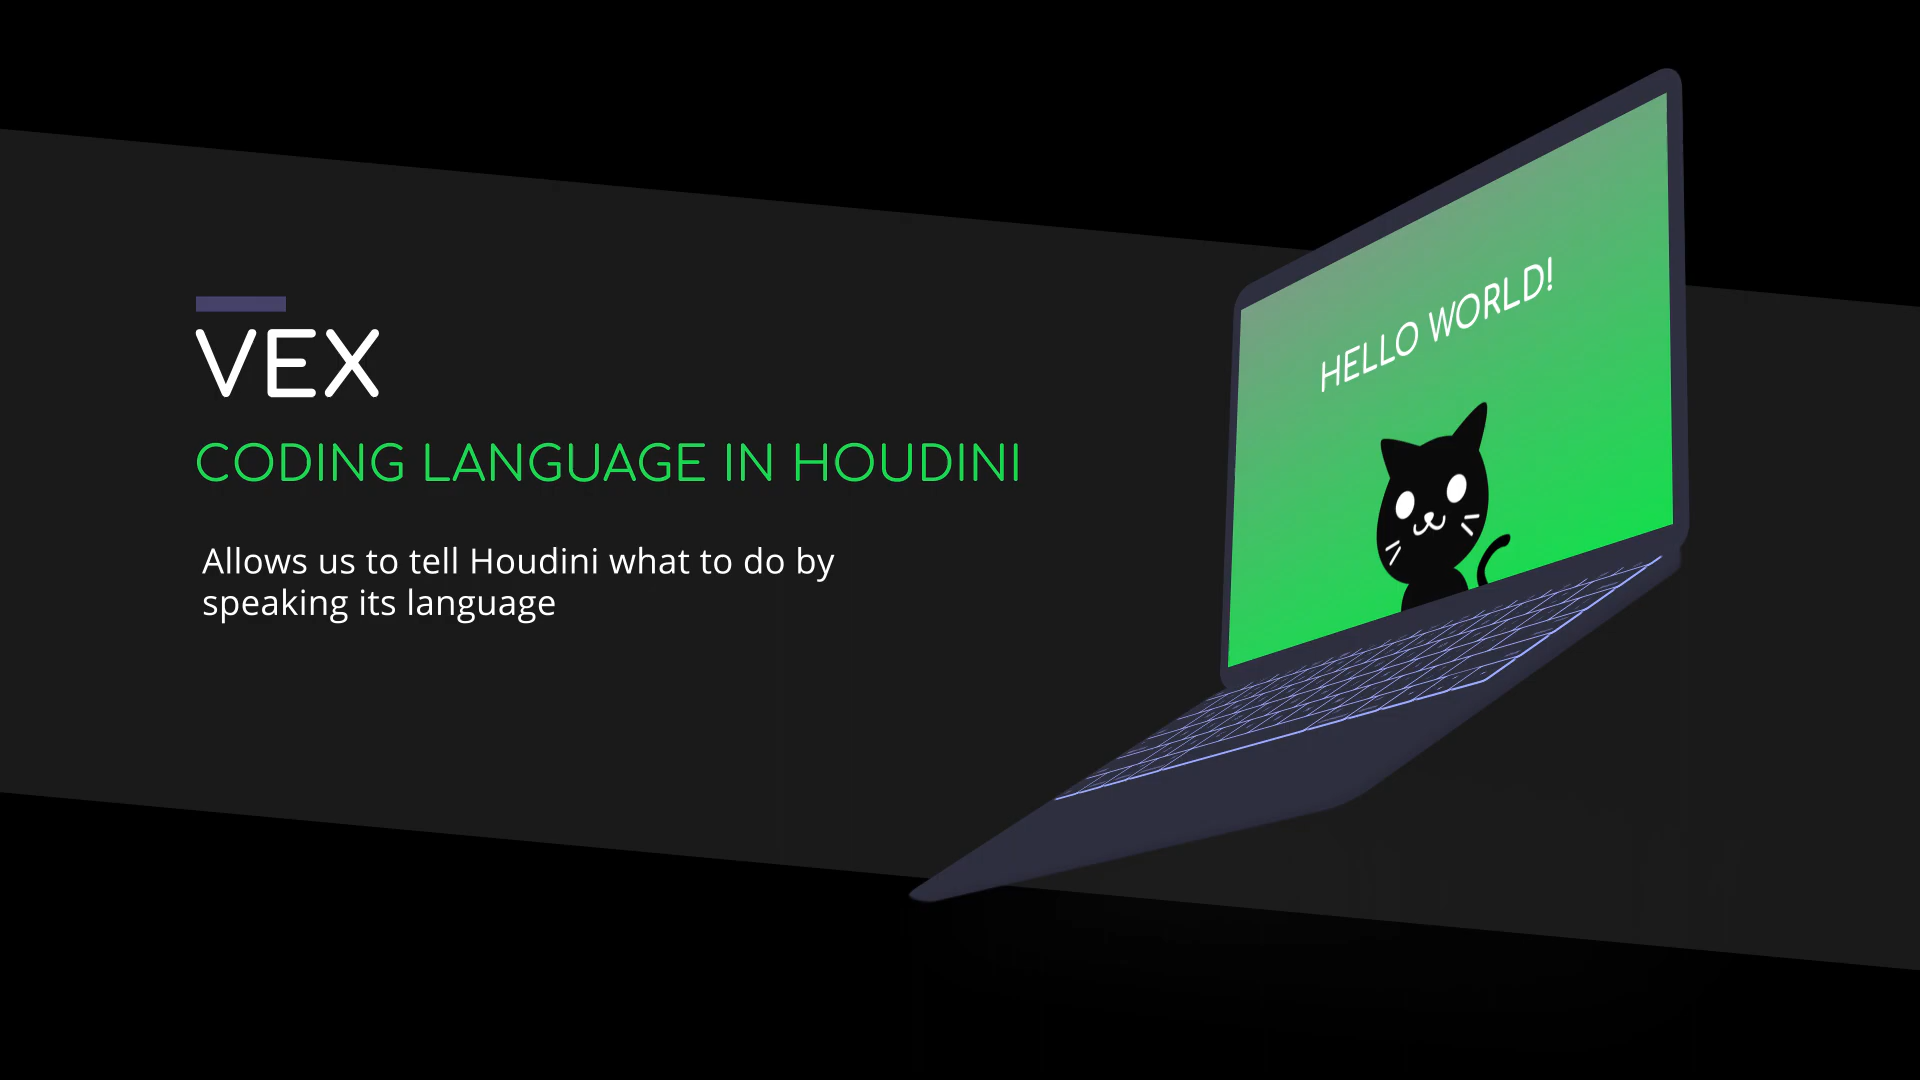 VEX
CODING LANGUAGE IN HOUDINI
Allows us to tell Houdini what to do by
speaking its language
HELLO WORLD!